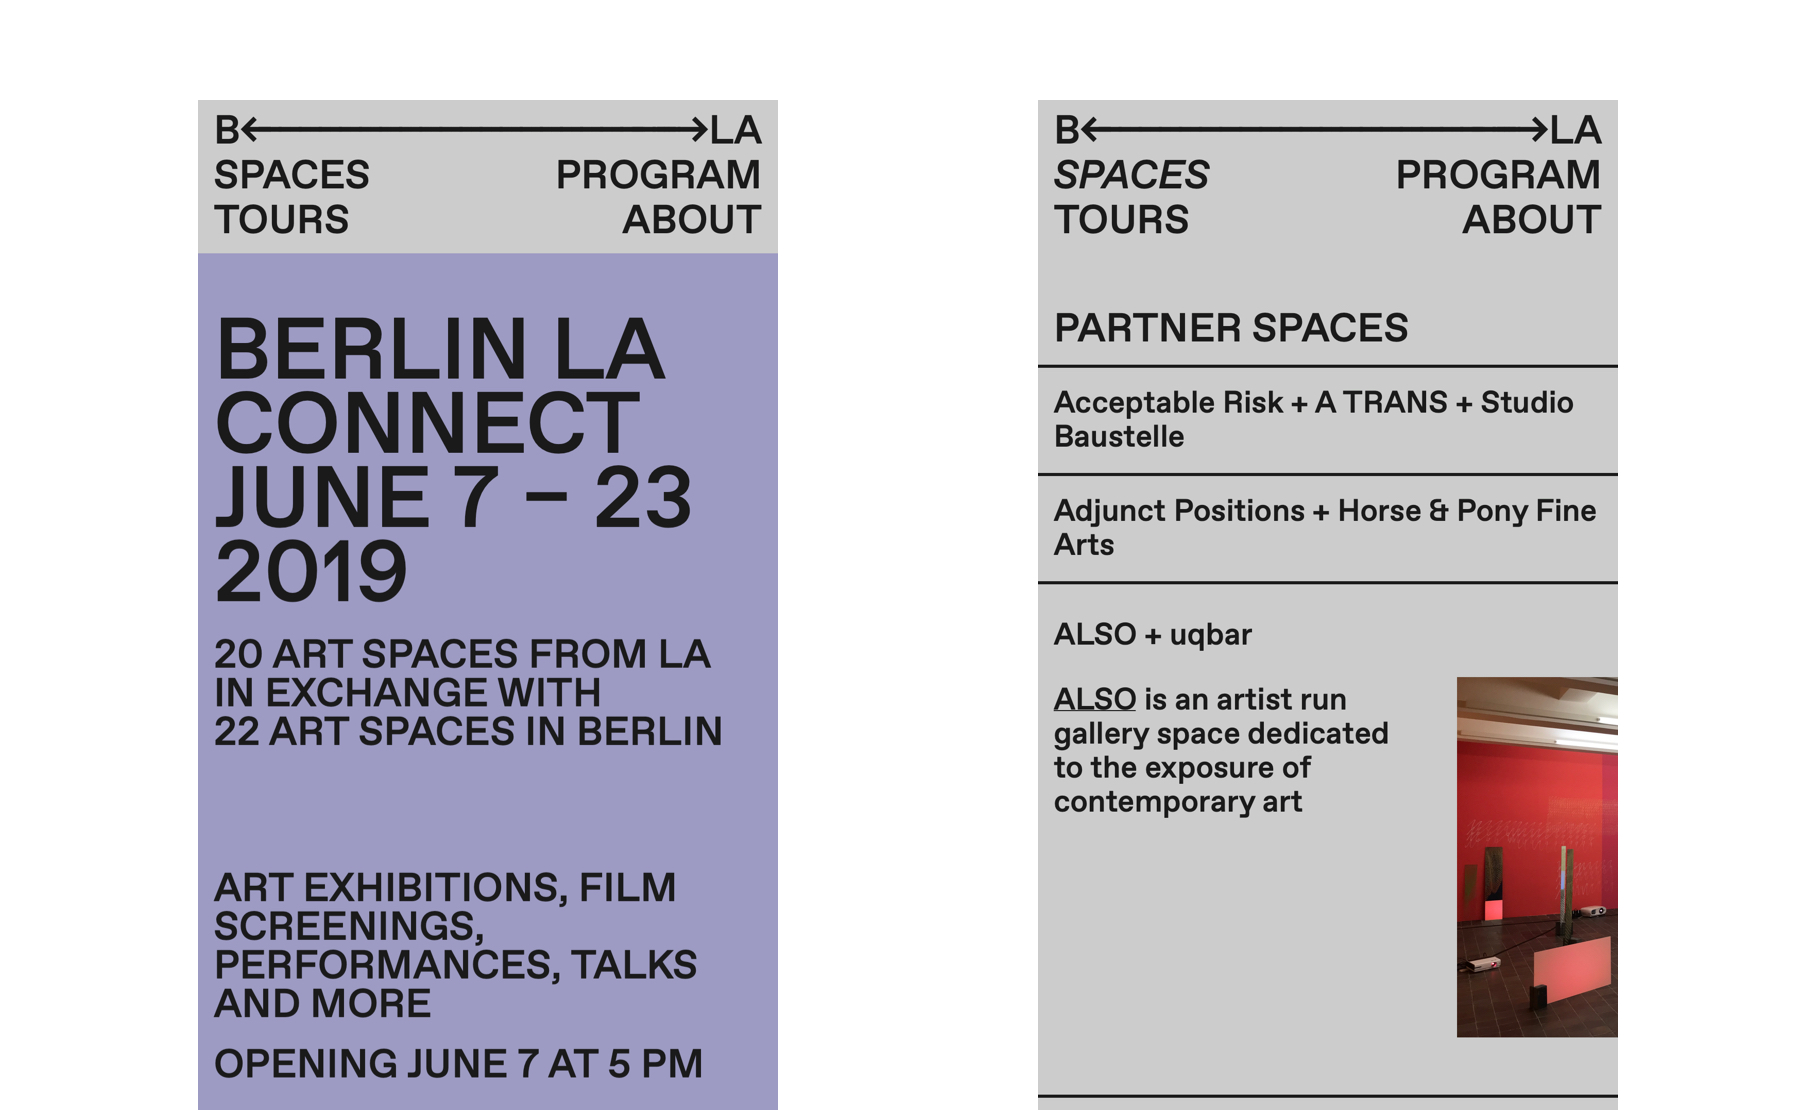 B←→LA
SPACES PROGRAM
TOURS ABOUT
BERLIN LA
CONNECT
JUNE 7 – 23
2019
20 ART SPACES FROM LA
IN EXCHANGE WITH
22 ART SPACES IN BERLIN
ART EXHIBITIONS, FILM
SCREENINGS,
PERFORMANCES, TALKS
AND MORE
OPENING JUNE 7 AT 5 PM
B←→LA
SPACES PROGRAM
TOURS ABOUT
PARTNER SPACES
Acceptable Risk + A TRANS + Studio
Baustelle
Adjunct Positions + Horse & Pony Fine
Arts
ALSO + uqbar
ALSO is an artist run
gallery space dedicated
to the exposure of
contemporary art